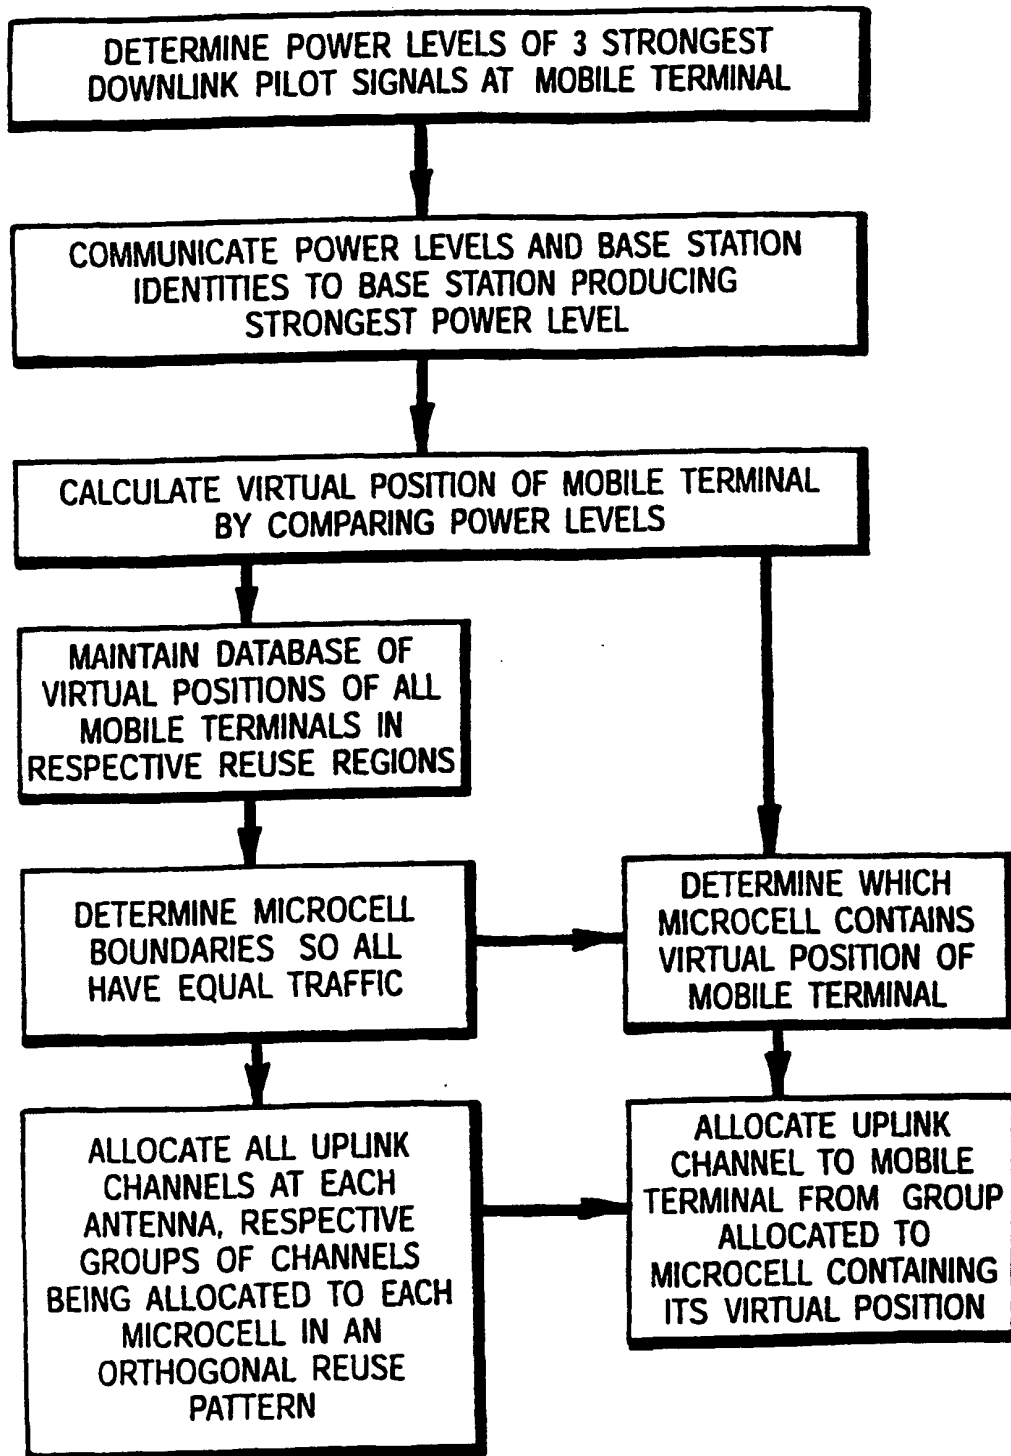 DETERMINE POWER LEVELS OF 3 STRONGEST
DOWNLINK PILOT SIGNALS AT MOBILE TERMINAL
COMMUNICATE POWER LEVELS AND BASE STATION
IDENTITIES TO BASE STATION PRODUCING
STRONGEST POWER LEVEL
CALCULATE VIRTUAL POSITION OF MOBILE TERMINAL
BY COMPARING POWER LEVELS
MAINTAIN DATABASE OF
VIRTUAL POSITIONS OF ALL
MOBILE TERMINALS IN
RESPECTIVE REUSE REGIONS
DETERMINE MICROCELL
BOUNDARIES SO ALL
HAVE EQUAL TRAFFIC
DETERMINE WHICH
MICROCELL CONTAINS
VIRTUAL POSITION OF
MOBILE TERMINAL
ALLOCATE ALL UPLINK
CHANNELS AT EACH
ANTENNA, RESPECTIVE
GROUPS OF CHANNELS
BEING ALLOCATED TO EACH
MICROCELL IN AN
ORTHOGONAL REUSE
PATTERN
ALLOCATE UPLINK
CHANNEL TO MOBILE
TERMINAL FROM GROUP
ALLOCATED TO
MICROCELL CONTAINING
ITS VIRTUAL POSITION